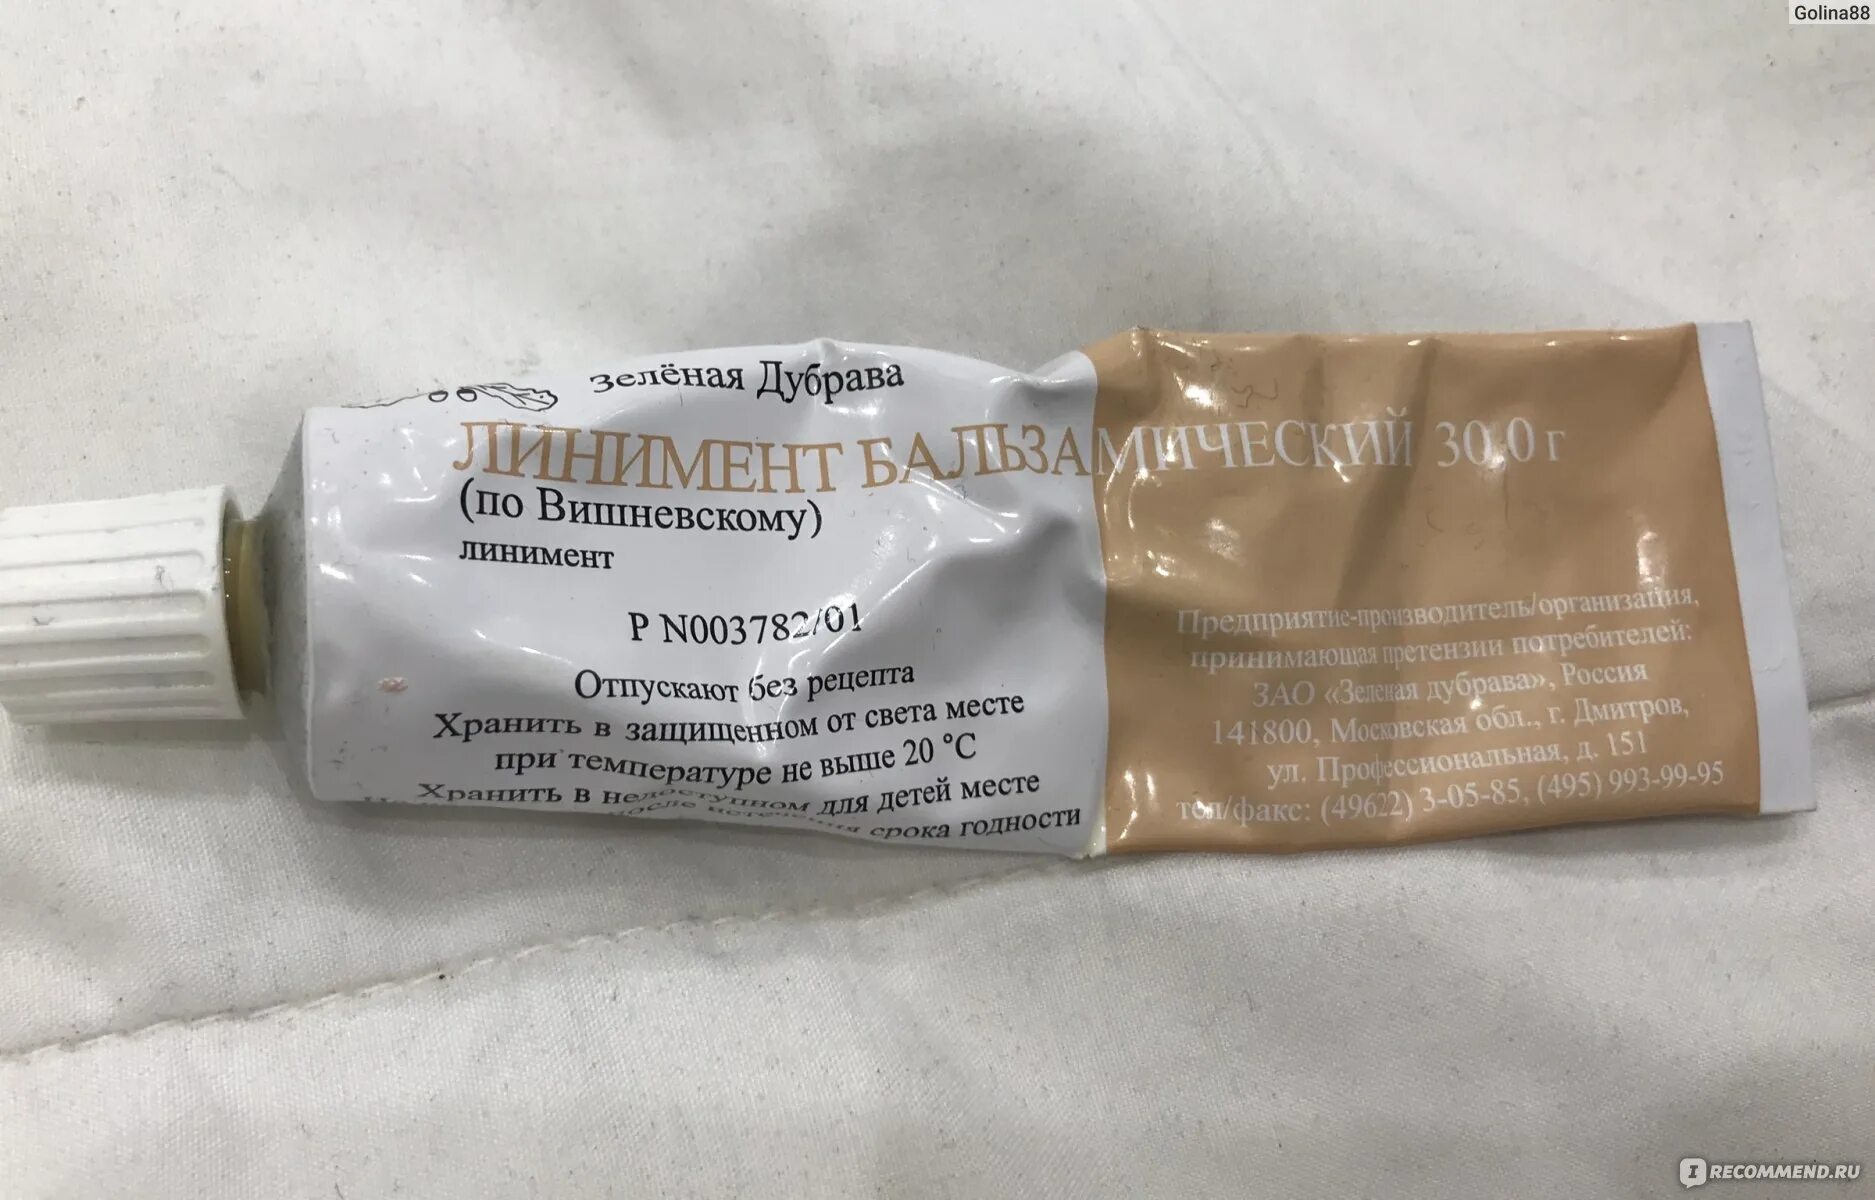 Golina88
Зелёная Дубрава
ЛИНИМЕНТ БАЛЬЗАМИЧЕСКИЙ 30,0 г
(по Вишневскому)
линимент
Р N003782/01
Отпускают без рецепта
Хранить в защищенном от света месте
при температуре не выше 20 °С
Хранить в недоступном для детей месте
после истечения срока годности
Предприятие-производитель/организация,
принимающая претензии потребителей:
ЗАО «Зеленая дубрава», Россия
141800, Московская обл., г. Дмитров,
ул. Профессиональная, д. 151
тел/факс: (49622) 3-05-85, (495) 993-99-95
IRECOMMEND.RU